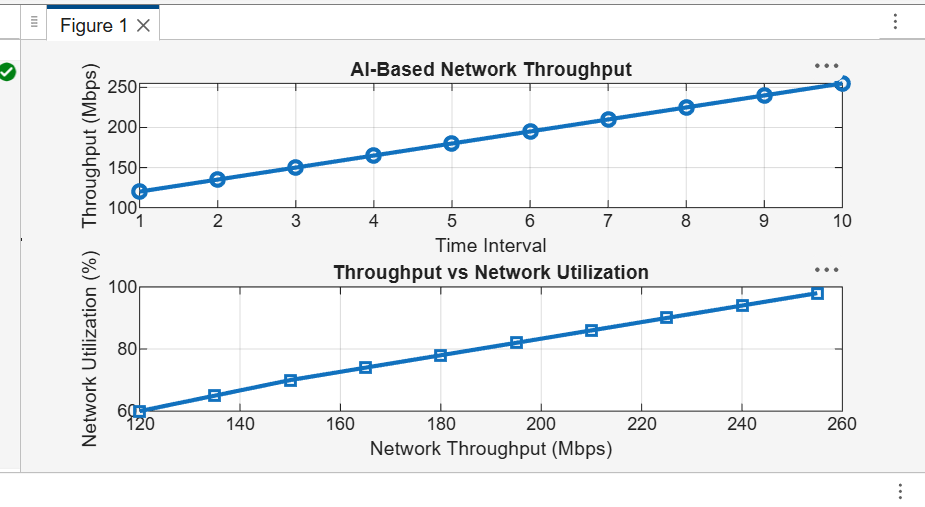 Figure 1
AI-Based Network Throughput
Throughput (Mbps)
250
200
150
100
1 2 3 4 5 6 7 8 9 10
Time Interval
Throughput vs Network Utilization
Network Utilization (%)
100
80
60
120 140 160 180 200 220 240 260
Network Throughput (Mbps)